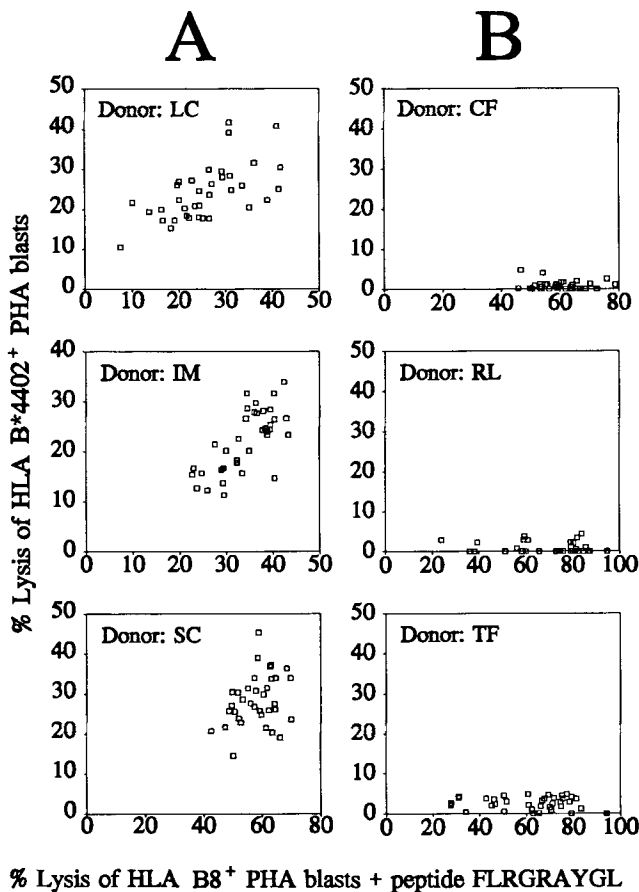 A B
% Lysis of HLA B*4402+ PHA blasts
Donor: LC
50
40
30
20
10
0
0 10 20 30 40 50
Donor: CF
50
40
30
20
10
0
0 20 40 60 80
Donor: IM
40
30
20
10
0
0 10 20 30 40 50
Donor: RL
50
40
30
20
10
0
0 20 40 60 80 100
Donor: SC
50
40
30
20
10
0
0 20 40 60 80
Donor: TF
50
40
30
20
10
0
0 20 40 60 80 100
% Lysis of HLA B8+ PHA blasts + peptide FLRGRAYGL